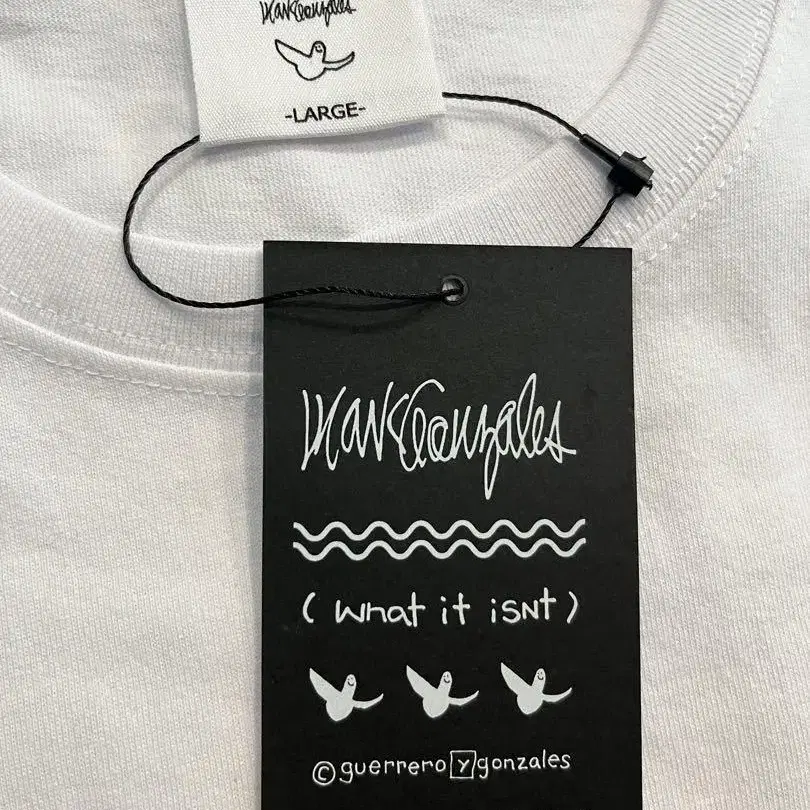 Mark Gonzales
-LARGE-
Mark Gonzales
( what it isNt )
© guerrero y gonzales